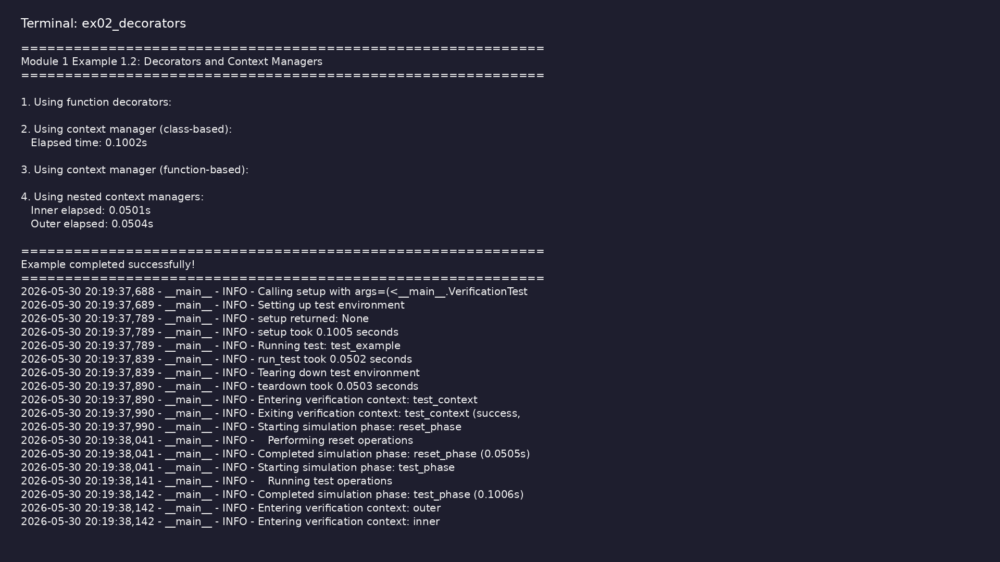 Terminal: ex02_decorators
============================================================
Module 1 Example 1.2: Decorators and Context Managers
============================================================
1. Using function decorators:
2. Using context manager (class-based):
   Elapsed time: 0.1002s
3. Using context manager (function-based):
4. Using nested context managers:
   Inner elapsed: 0.0501s
   Outer elapsed: 0.0504s
============================================================
Example completed successfully!
============================================================
2026-05-30 20:19:37,688 - __main__ - INFO - Calling setup with args=(<__main__.VerificationTest
2026-05-30 20:19:37,689 - __main__ - INFO - Setting up test environment
2026-05-30 20:19:37,789 - __main__ - INFO - setup returned: None
2026-05-30 20:19:37,789 - __main__ - INFO - setup took 0.1005 seconds
2026-05-30 20:19:37,789 - __main__ - INFO - Running test: test_example
2026-05-30 20:19:37,839 - __main__ - INFO - run_test took 0.0502 seconds
2026-05-30 20:19:37,839 - __main__ - INFO - Tearing down test environment
2026-05-30 20:19:37,890 - __main__ - INFO - teardown took 0.0503 seconds
2026-05-30 20:19:37,890 - __main__ - INFO - Entering verification context: test_context
2026-05-30 20:19:37,990 - __main__ - INFO - Exiting verification context: test_context (success,
2026-05-30 20:19:37,990 - __main__ - INFO - Starting simulation phase: reset_phase
2026-05-30 20:19:38,041 - __main__ - INFO -    Performing reset operations
2026-05-30 20:19:38,041 - __main__ - INFO - Completed simulation phase: reset_phase (0.0505s)
2026-05-30 20:19:38,041 - __main__ - INFO - Starting simulation phase: test_phase
2026-05-30 20:19:38,141 - __main__ - INFO -    Running test operations
2026-05-30 20:19:38,142 - __main__ - INFO - Completed simulation phase: test_phase (0.1006s)
2026-05-30 20:19:38,142 - __main__ - INFO - Entering verification context: outer
2026-05-30 20:19:38,142 - __main__ - INFO - Entering verification context: inner